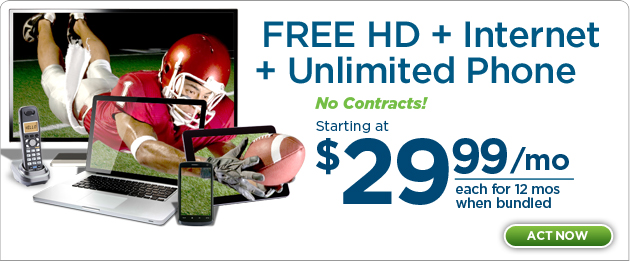 FREE HD + Internet
+ Unlimited Phone
No Contracts!
Starting at
$29.99/mo
each for 12 mos
when bundled
ACT NOW